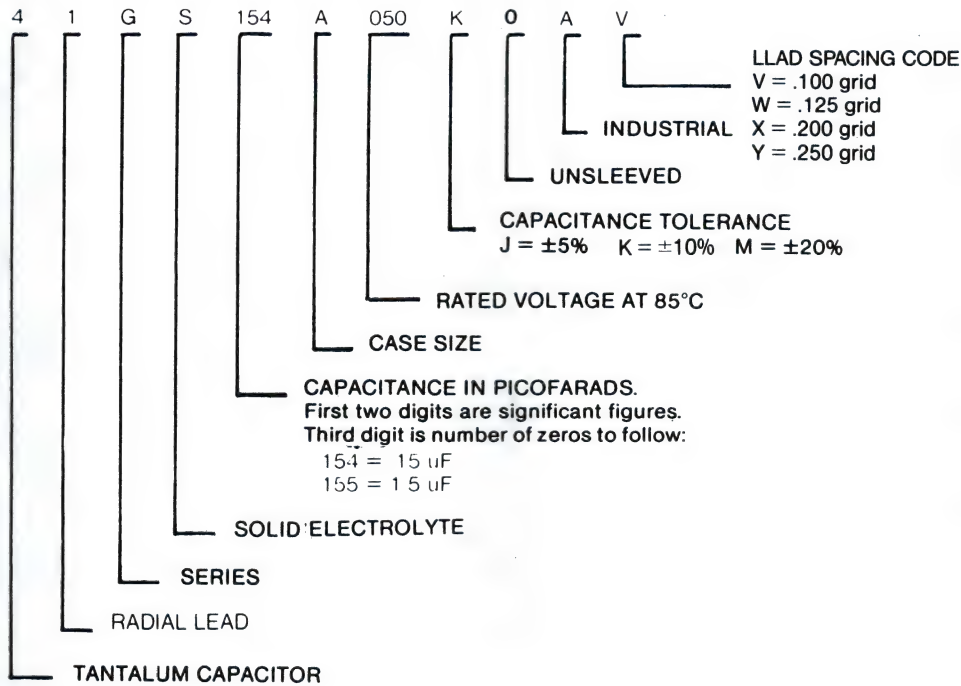 4 1 G S 154 A 050 K 0 A V
LLAD SPACING CODE
V = .100 grid
W = .125 grid
INDUSTRIAL X = .200 grid
Y = .250 grid
UNSLEEVED
CAPACITANCE TOLERANCE
J = ±5% K = ±10% M = ±20%
RATED VOLTAGE AT 85°C
CASE SIZE
CAPACITANCE IN PICOFARADS.
First two digits are significant figures.
Third digit is number of zeros to follow:
154 = 15 uF
155 = 1 5 uF
SOLID ELECTROLYTE
SERIES
RADIAL LEAD
TANTALUM CAPACITOR